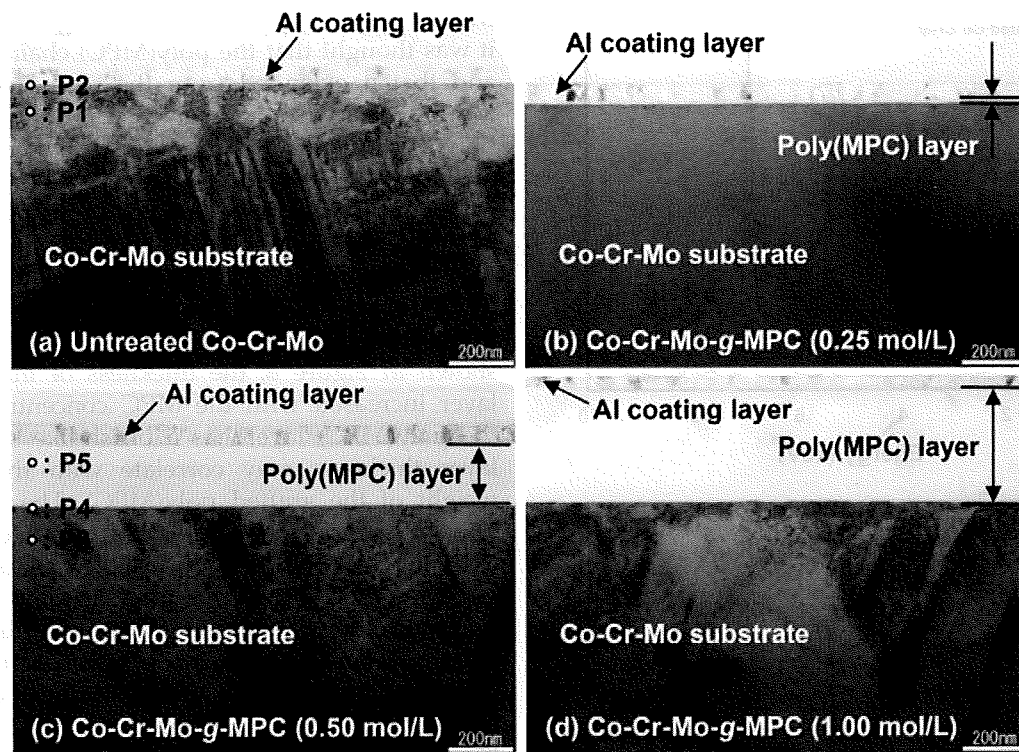 Al coating layer
: P2
: P1
Co-Cr-Mo substrate
(a) Untreated Co-Cr-Mo
200nm
Al coating layer
Poly(MPC) layer
Co-Cr-Mo substrate
(b) Co-Cr-Mo-g-MPC (0.25 mol/L)
200nm
Al coating layer
: P5
Poly(MPC) layer
: P4
Co-Cr-Mo substrate
(c) Co-Cr-Mo-g-MPC (0.50 mol/L)
200nm
Al coating layer
Poly(MPC) layer
Co-Cr-Mo substrate
(d) Co-Cr-Mo-g-MPC (1.00 mol/L)
200nm